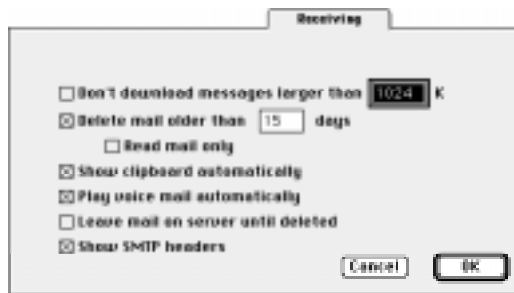 Receiving
Don't download messages larger than 1024 K
Delete mail older than 15 days
Read mail only
Show clipboard automatically
Play voice mail automatically
Leave mail on server until deleted
Show SMTP headers
Cancel OK